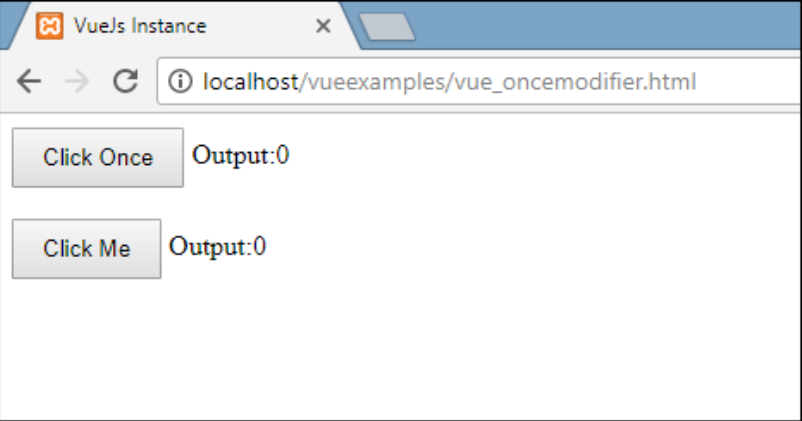 VueJs Instance
localhost/vueexamples/vue_oncemodifier.html
Click Once Output:0
Click Me Output:0